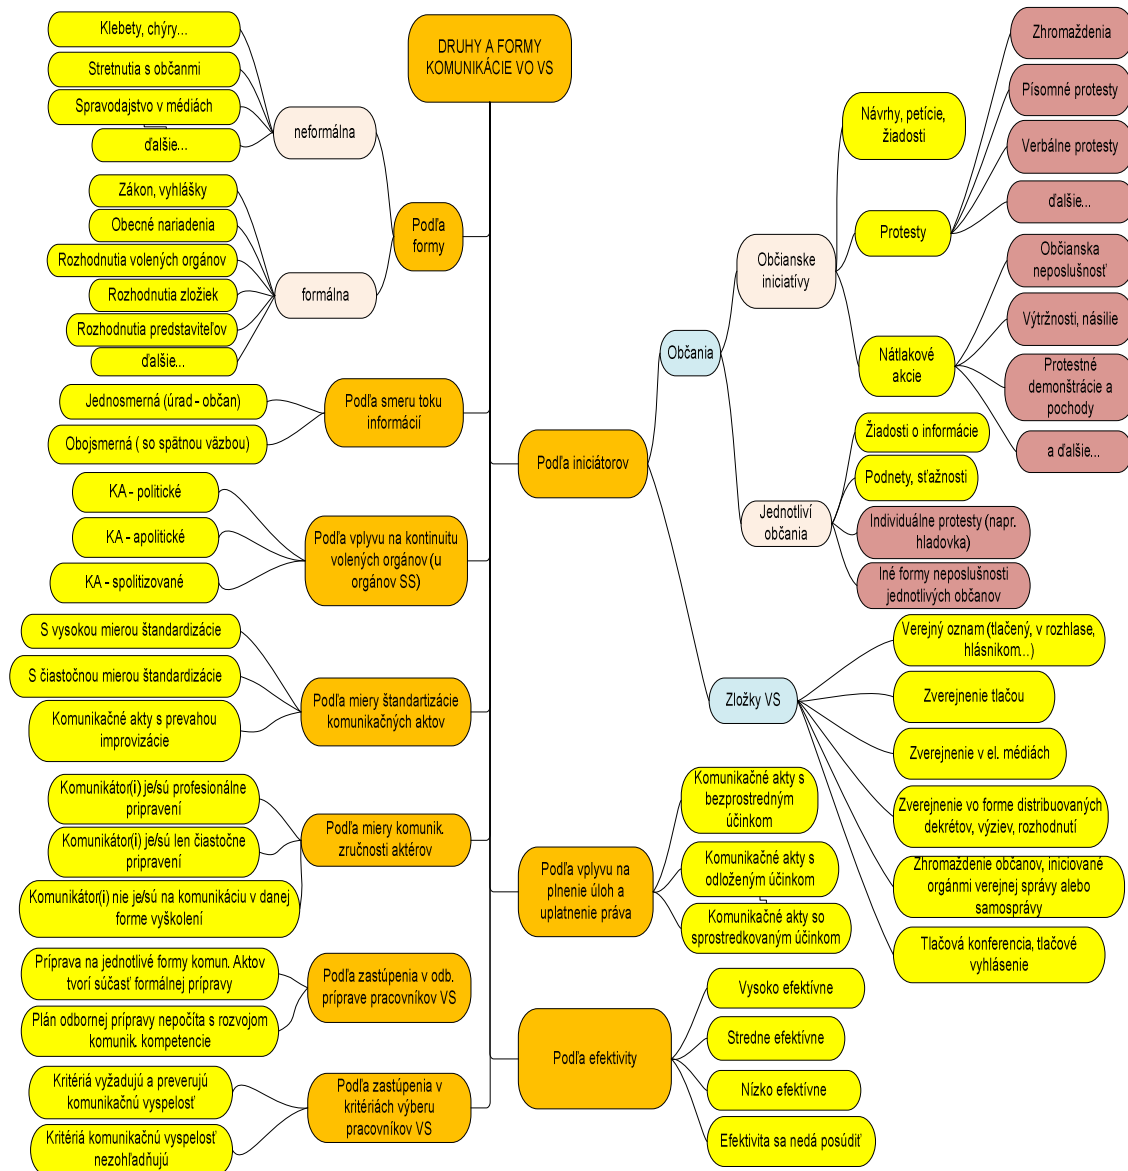 DRUHY A FORMY
KOMUNIKÁCIE VO VS
Podľa
formy
neformálna
Klebety, chýry...
Stretnutia s občanmi
Spravodajstvo v médiách
ďalšie...
formálna
Zákon, vyhlášky
Obecné nariadenia
Rozhodnutia volených orgánov
Rozhodnutia zložiek
Rozhodnutia predstaviteľov
ďalšie...
Podľa smeru toku
informácií
Jednosmerná (úrad - občan)
Obojsmerná ( so spätnou väzbou)
Podľa vplyvu na kontinuitu
volených orgánov (u
orgánov SS)
KA - politické
KA - apolitické
KA - spolitizované
Podľa miery štandartizácie
komunikačných aktov
S vysokou mierou štandardizácie
S čiastočnou mierou štandardizácie
Komunikačné akty s prevahou
improvizácie
Podľa miery komunik.
zručnosti aktérov
Komunikátor(i) je/sú profesionálne
pripravení
Komunikátor(i) je/sú len čiastočne
pripravení
Komunikátor(i) nie je/sú na komunikáciu v danej
forme vyškolení
Podľa zastúpenia v odb.
príprave pracovníkov VS
Príprava na jednotlivé formy komun. Aktov
tvorí súčasť formálnej prípravy
Plán odbornej prípravy nepočíta s rozvojom
komunik. kompetencie
Podľa zastúpenia v
kritériách výberu
pracovníkov VS
Kritériá vyžadujú a preverujú
komunikačnú vyspelosť
Kritériá komunikačnú vyspelosť
nezohľadňujú
Podľa iniciátorov
Občania
Občianske
iniciatívy
Návrhy, petície,
žiadosti
Protesty
Zhromaždenia
Písomné protesty
Verbálne protesty
ďalšie...
Nátlakové
akcie
Občianska
neposlušnosť
Výtržnosti, násilie
Protestné
demonštrácie a
pochody
a ďalšie...
Jednotliví
občania
Žiadosti o informácie
Podnety, sťažnosti
Individuálne protesty (napr.
hladovka)
Iné formy neposlušnosti
jednotlivých občanov
Zložky VS
Verejný oznam (tlačený, v rozhlase,
hlásnikom...)
Zverejnenie tlačou
Zverejnenie v el. médiách
Zverejnenie vo forme distribuovaných
dekrétov, výziev, rozhodnutí
Zhromaždenie občanov, iniciované
orgánmi verejnej správy alebo
samosprávy
Tlačová konferencia, tlačové
vyhlásenie
Podľa vplyvu na
plnenie úloh a
uplatnenie práva
Komunikačné akty s
bezprostredným
účinkom
Komunikačné akty s
odloženým účinkom
Komunikačné akty so
sprostredkovaným účinkom
Podľa efektivity
Vysoko efektívne
Stredne efektívne
Nízko efektívne
Efektivita sa nedá posúdiť